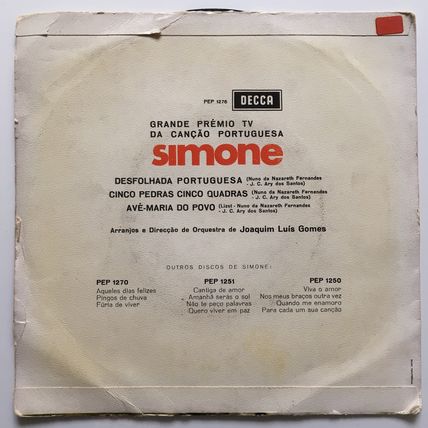 PEP 1276 DECCA
GRANDE PRÉMIO TV
DA CANÇÃO PORTUGUESA
simone
DESFOLHADA PORTUGUESA (Nuno da Nazareth Fernandes - J. C. Ary dos Santos)
CINCO PEDRAS CINCO QUADRAS (Nuno da Nazareth Fernandes - J. C. Ary dos Santos)
AVÉ-MARIA DO POVO (Lizst - Nuno da Nazareth Fernandes - J. C. Ary dos Santos)
Arranjos e Direcção de Orquestra de Joaquim Luís Gomes
OUTROS DISCOS DE SIMONE:
PEP 1270
Aqueles dias felizes
Pingos de chuva
Fúria de viver
PEP 1251
Cantiga de amor
Amanhã serás o sol
Não te peço palavras
Quero viver em paz
PEP 1250
Viva o amor
Nos meus braços outra vez
Quando me enamoro
Para cada um sua canção